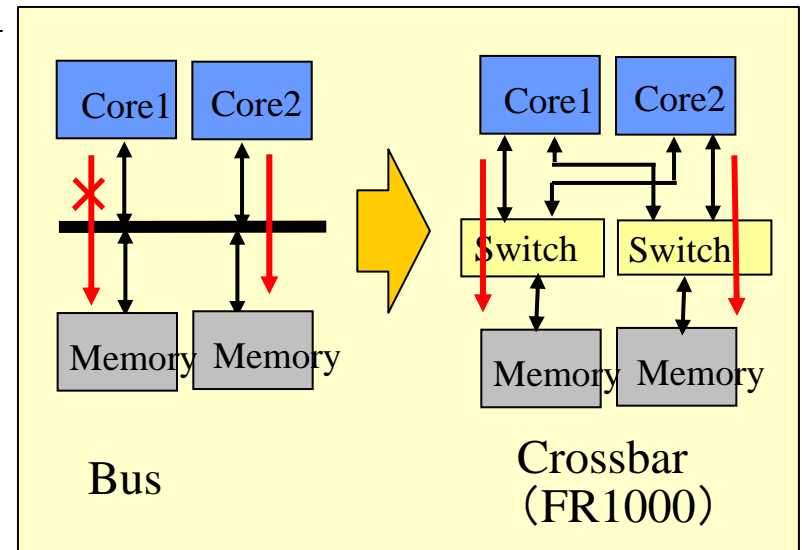 Core1
Core2
Memory
Memory
Bus
Core1
Core2
Switch
Switch
Memory
Memory
Crossbar
（FR1000）